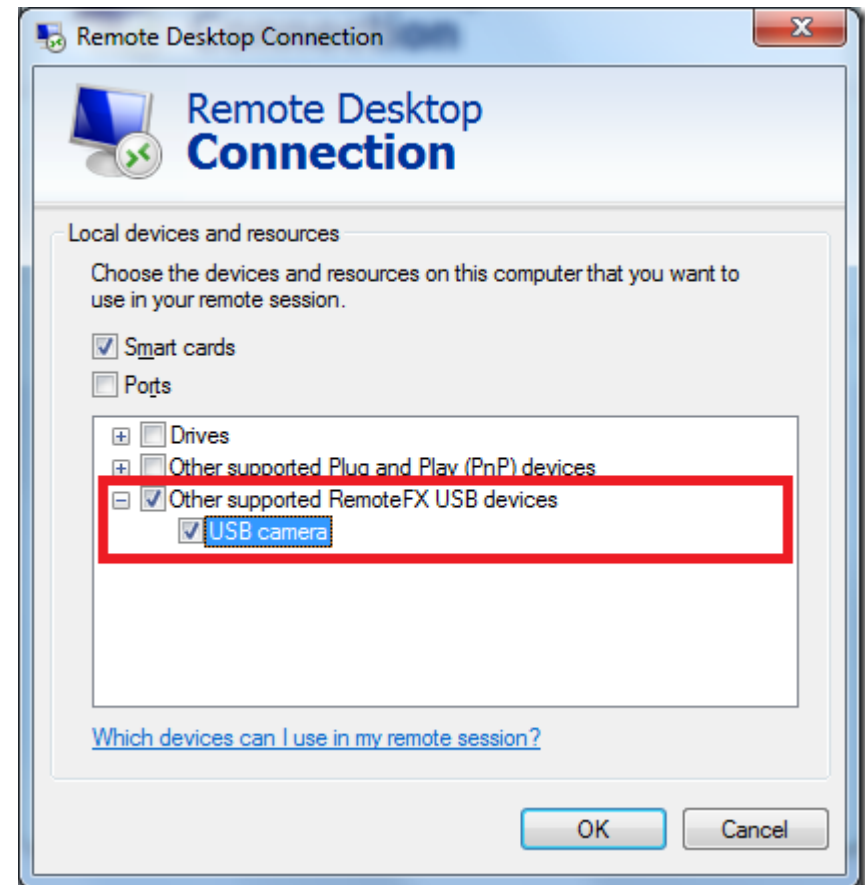 Remote Desktop Connection
Remote Desktop
Connection
Local devices and resources
Choose the devices and resources on this computer that you want to
use in your remote session.
Smart cards
Ports
Drives
Other supported Plug and Play (PnP) devices
Other supported RemoteFX USB devices
USB camera
Which devices can I use in my remote session?
OK
Cancel